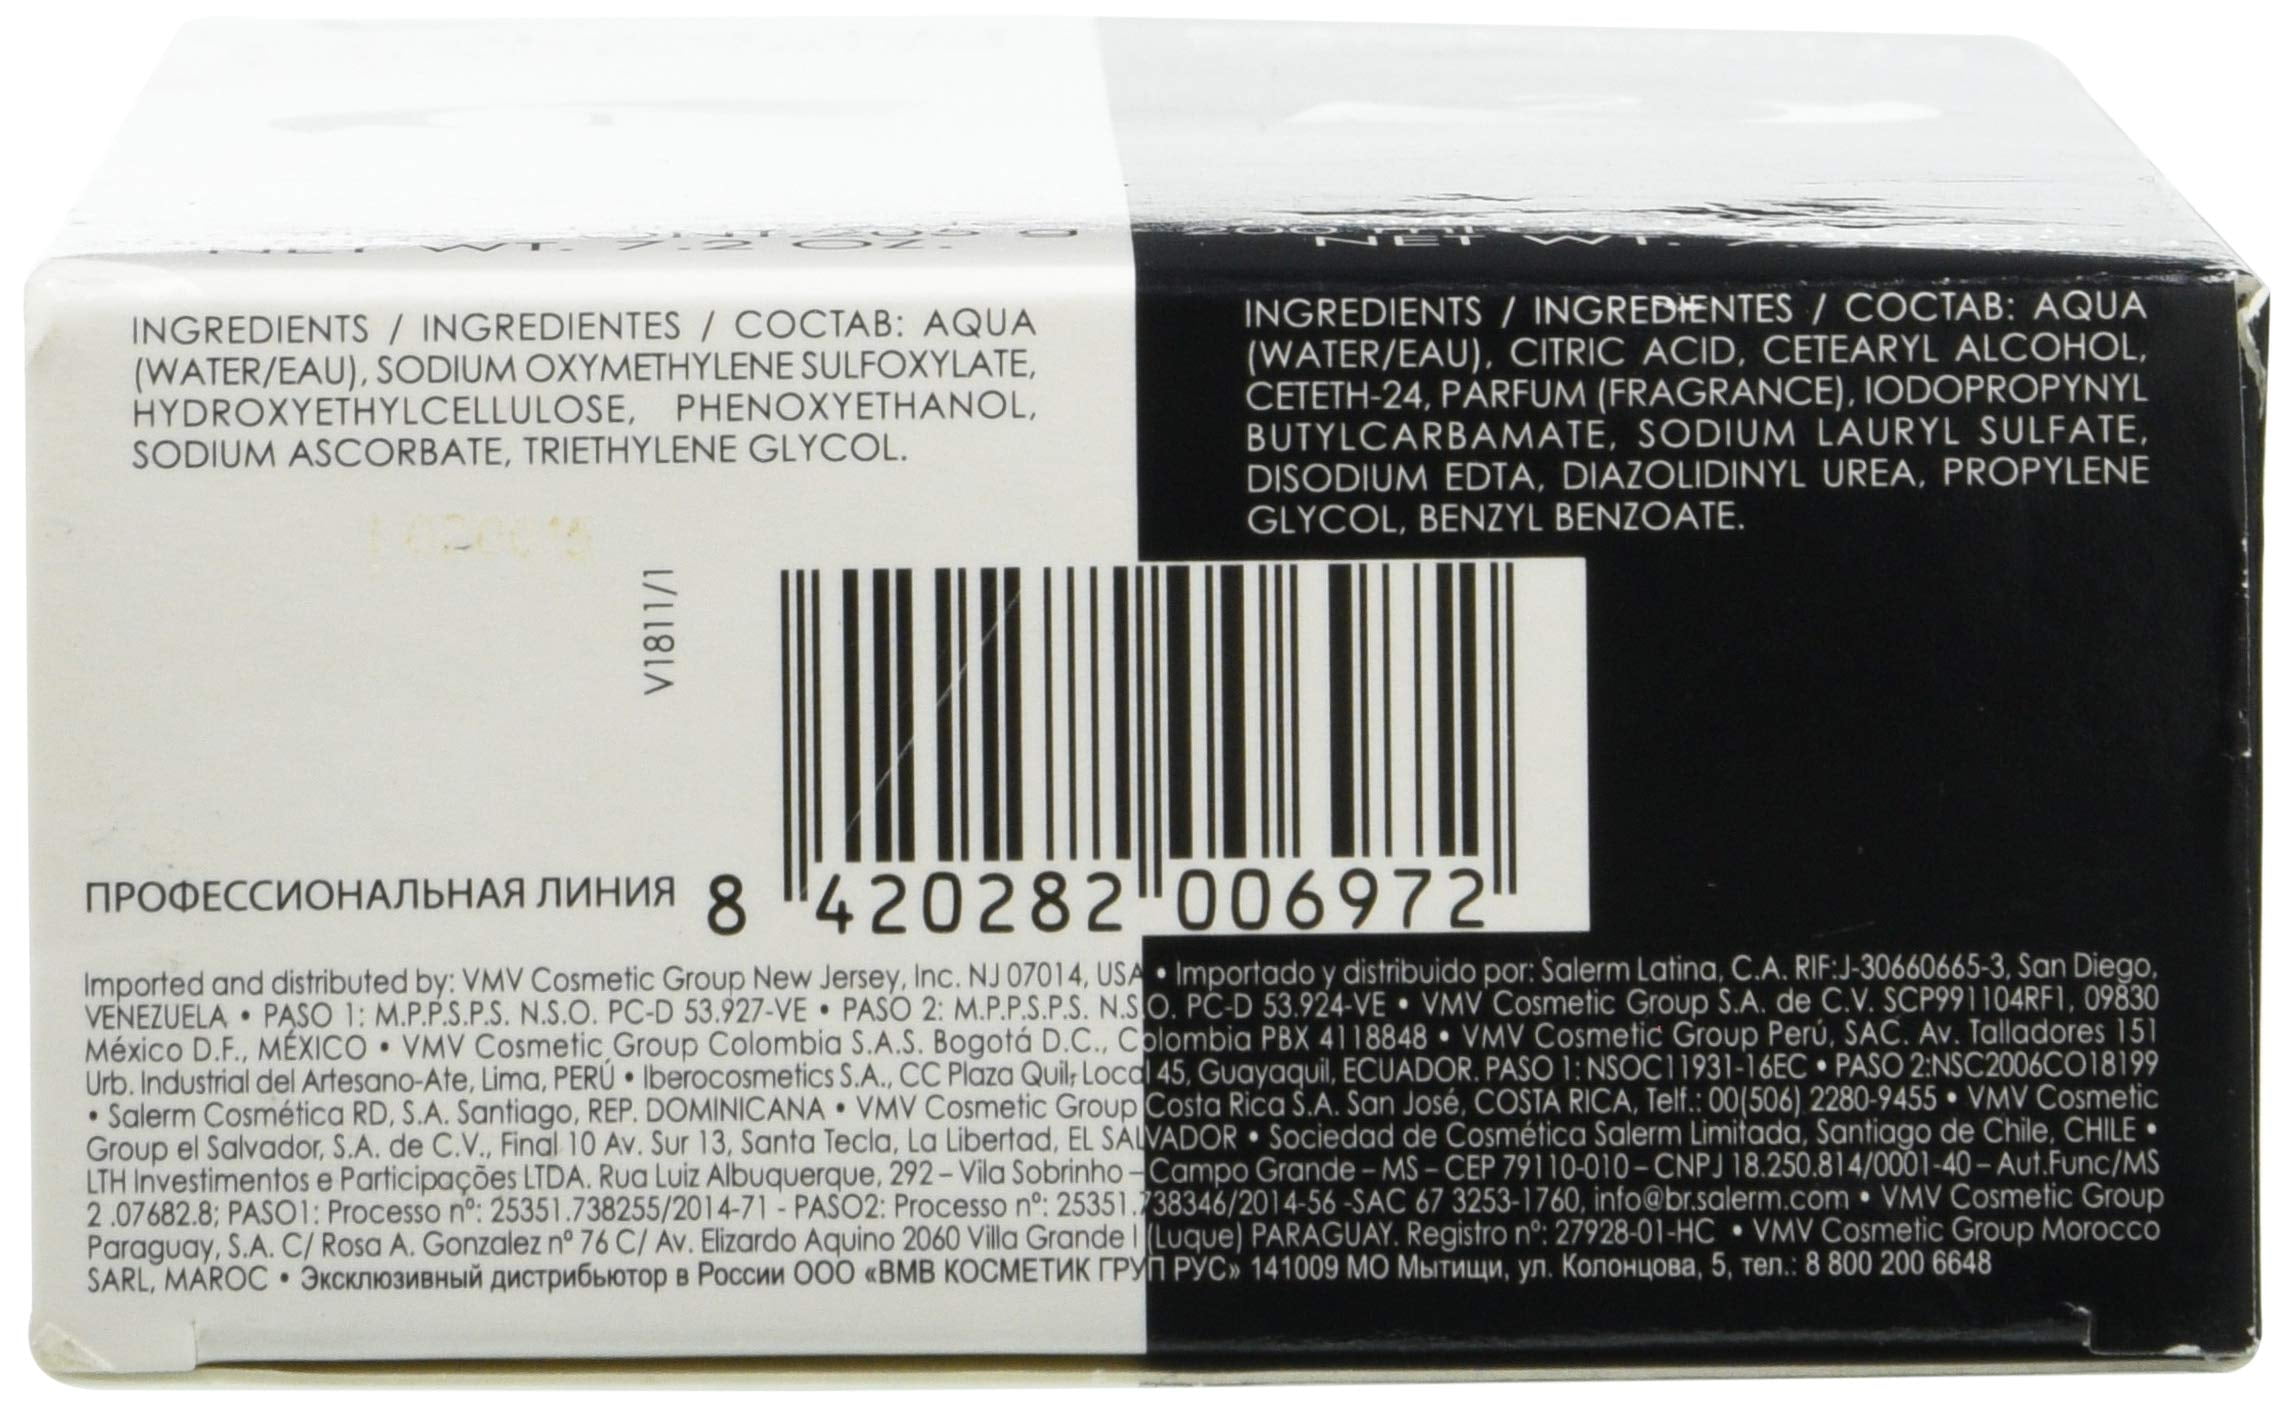 NET WT. 7.2 OZ.
NET WT.
INGREDIENTS / INGREDIENTES / СОСТАВ: AQUA
(WATER/EAU), SODIUM OXYMETHYLENE SULFOXYLATE,
HYDROXYETHYLCELLULOSE, PHENOXYETHANOL,
SODIUM ASCORBATE, TRIETHYLENE GLYCOL.
INGREDIENTS / INGREDIENTES / СОСТАВ: AQUA
(WATER/EAU), CITRIC ACID, CETEARYL ALCOHOL,
CETETH-24, PARFUM (FRAGRANCE), IODOPROPYNYL
BUTYLCARBAMATE, SODIUM LAURYL SULFATE,
DISODIUM EDTA, DIAZOLIDINYL UREA, PROPYLENE
GLYCOL, BENZYL BENZOATE.
V1811/1
ПРОФЕССИОНАЛЬНАЯ ЛИНИЯ
8 420282 006972
Imported and distributed by: VMV Cosmetic Group New Jersey, Inc. NJ 07014, USA • Importado y distribuido por: Salerm Latina, C.A. RIF:J-30660665-3, San Diego,
VENEZUELA • PASO 1: M.P.P.S.P.S. N.S.O. PC-D 53.927-VE • PASO 2: M.P.P.S.P.S. N.S.O. PC-D 53.924-VE • VMV Cosmetic Group S.A. de C.V. SCP991104RF1, 09830
México D.F., MÉXICO • VMV Cosmetic Group Colombia S.A.S. Bogotá D.C., Colombia PBX 4118848 • VMV Cosmetic Group Perú, SAC. Av. Talladores 151
Urb. Industrial del Artesano-Ate, Lima, PERÚ • Iberocosmetics S.A., CC Plaza Quil, Local 45, Guayaquil, ECUADOR. PASO 1: NSOC11931-16EC • PASO 2:NSC2006CO18199
• Salerm Cosmética RD, S.A. Santiago, REP. DOMINICANA • VMV Cosmetic Group Costa Rica S.A. San José, COSTA RICA, Telf.: 00(506) 2280-9455 • VMV Cosmetic
Group el Salvador, S.A. de C.V., Final 10 Av. Sur 13, Santa Tecla, La Libertad, EL SALVADOR • Sociedad de Cosmética Salerm Limitada, Santiago de Chile, CHILE •
LTH Investimentos e Participações LTDA. Rua Luiz Albuquerque, 292 – Vila Sobrinho – Campo Grande – MS – CEP 79110-010 – CNPJ 18.250.814/0001-40 – Aut.Func/MS
2 .07682.8; PASO1: Processo nº: 25351.738255/2014-71 - PASO2: Processo nº: 25351.738346/2014-56 -SAC 67 3253-1760, info@br.salerm.com • VMV Cosmetic Group
Paraguay, S.A. C/ Rosa A. Gonzalez nº 76 C/ Av. Elizardo Aquino 2060 Villa Grande I (Luque) PARAGUAY. Registro nº: 27928-01-HC • VMV Cosmetic Group Morocco
SARL, MAROC • Эксклюзивный дистрибьютор в России ООО «ВМВ КОСМЕТИК ГРУП РУС» 141009 МО Мытищи, ул. Колонцова, 5, тел.: 8 800 200 6648